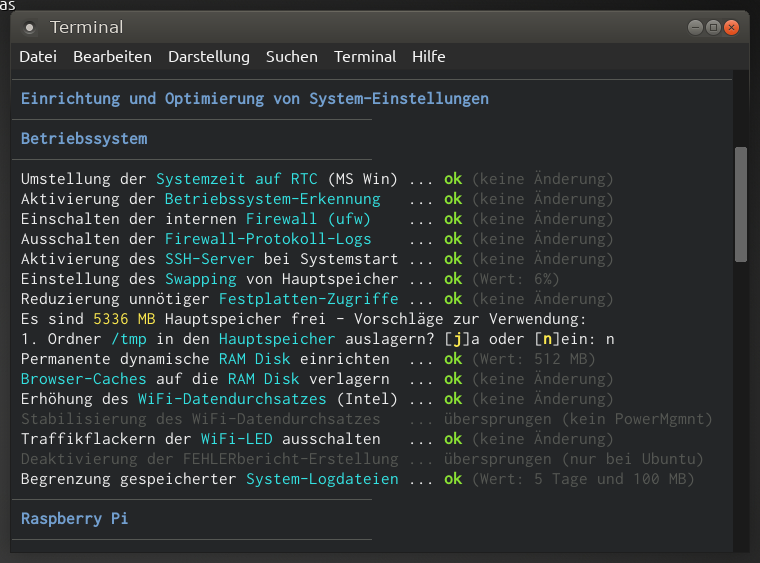 as
Terminal
Datei Bearbeiten Darstellung Suchen Terminal Hilfe
Einrichtung und Optimierung von System-Einstellungen
Betriebssystem
Umstellung der Systemzeit auf RTC (MS Win) ... ok (keine Änderung)
Aktivierung der Betriebssystem-Erkennung ... ok (keine Änderung)
Einschalten der internen Firewall (ufw) ... ok (keine Änderung)
Ausschalten der Firewall-Protokoll-Logs ... ok (keine Änderung)
Aktivierung des SSH-Server bei Systemstart ... ok (keine Änderung)
Einstellung des Swapping von Hauptspeicher ... ok (Wert: 6%)
Reduzierung unnötiger Festplatten-Zugriffe ... ok (keine Änderung)
Es sind 5336 MB Hauptspeicher frei - Vorschläge zur Verwendung:
1. Ordner /tmp in den Hauptspeicher auslagern? [j]a oder [n]ein: n
Permanente dynamische RAM Disk einrichten ... ok (Wert: 512 MB)
Browser-Caches auf die RAM Disk verlagern ... ok (keine Änderung)
Erhöhung des WiFi-Datendurchsatzes (Intel) ... ok (keine Änderung)
Stabilisierung des WiFi-Datendurchsatzes ... übersprungen (kein PowerMgmnt)
Traffikflackern der WiFi-LED ausschalten ... ok (keine Änderung)
Deaktivierung der FEHLERbericht-Erstellung ... übersprungen (nur bei Ubuntu)
Begrenzung gespeicherter System-Logdateien ... ok (Wert: 5 Tage und 100 MB)
Raspberry Pi